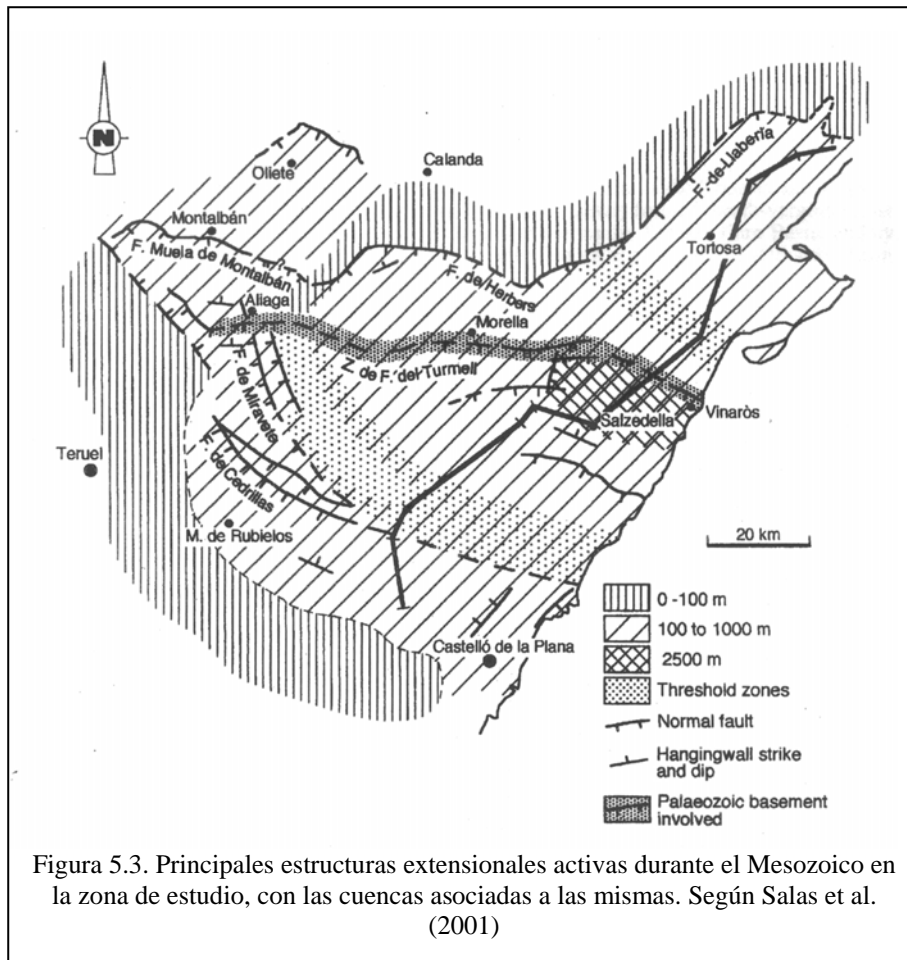 N
Oliete
Calanda
Montalbán
F. Muela de Montalbán
F. de Llabería
Tortosa
F. de Herbers
Aliaga
Morella
Z. de F. del Turmell
F. de Miravete
Salzedella
Vinaròs
Teruel
F. de Cedrillas
M. de Rubielos
20 km
Castelló de la Plana
0 -100 m
100 to 1000 m
2500 m
Threshold zones
Normal fault
Hangingwall strike
and dip
Palaeozoic basement
involved
Figura 5.3. Principales estructuras extensionales activas durante el Mesozoico en
la zona de estudio, con las cuencas asociadas a las mismas. Según Salas et al.
(2001)